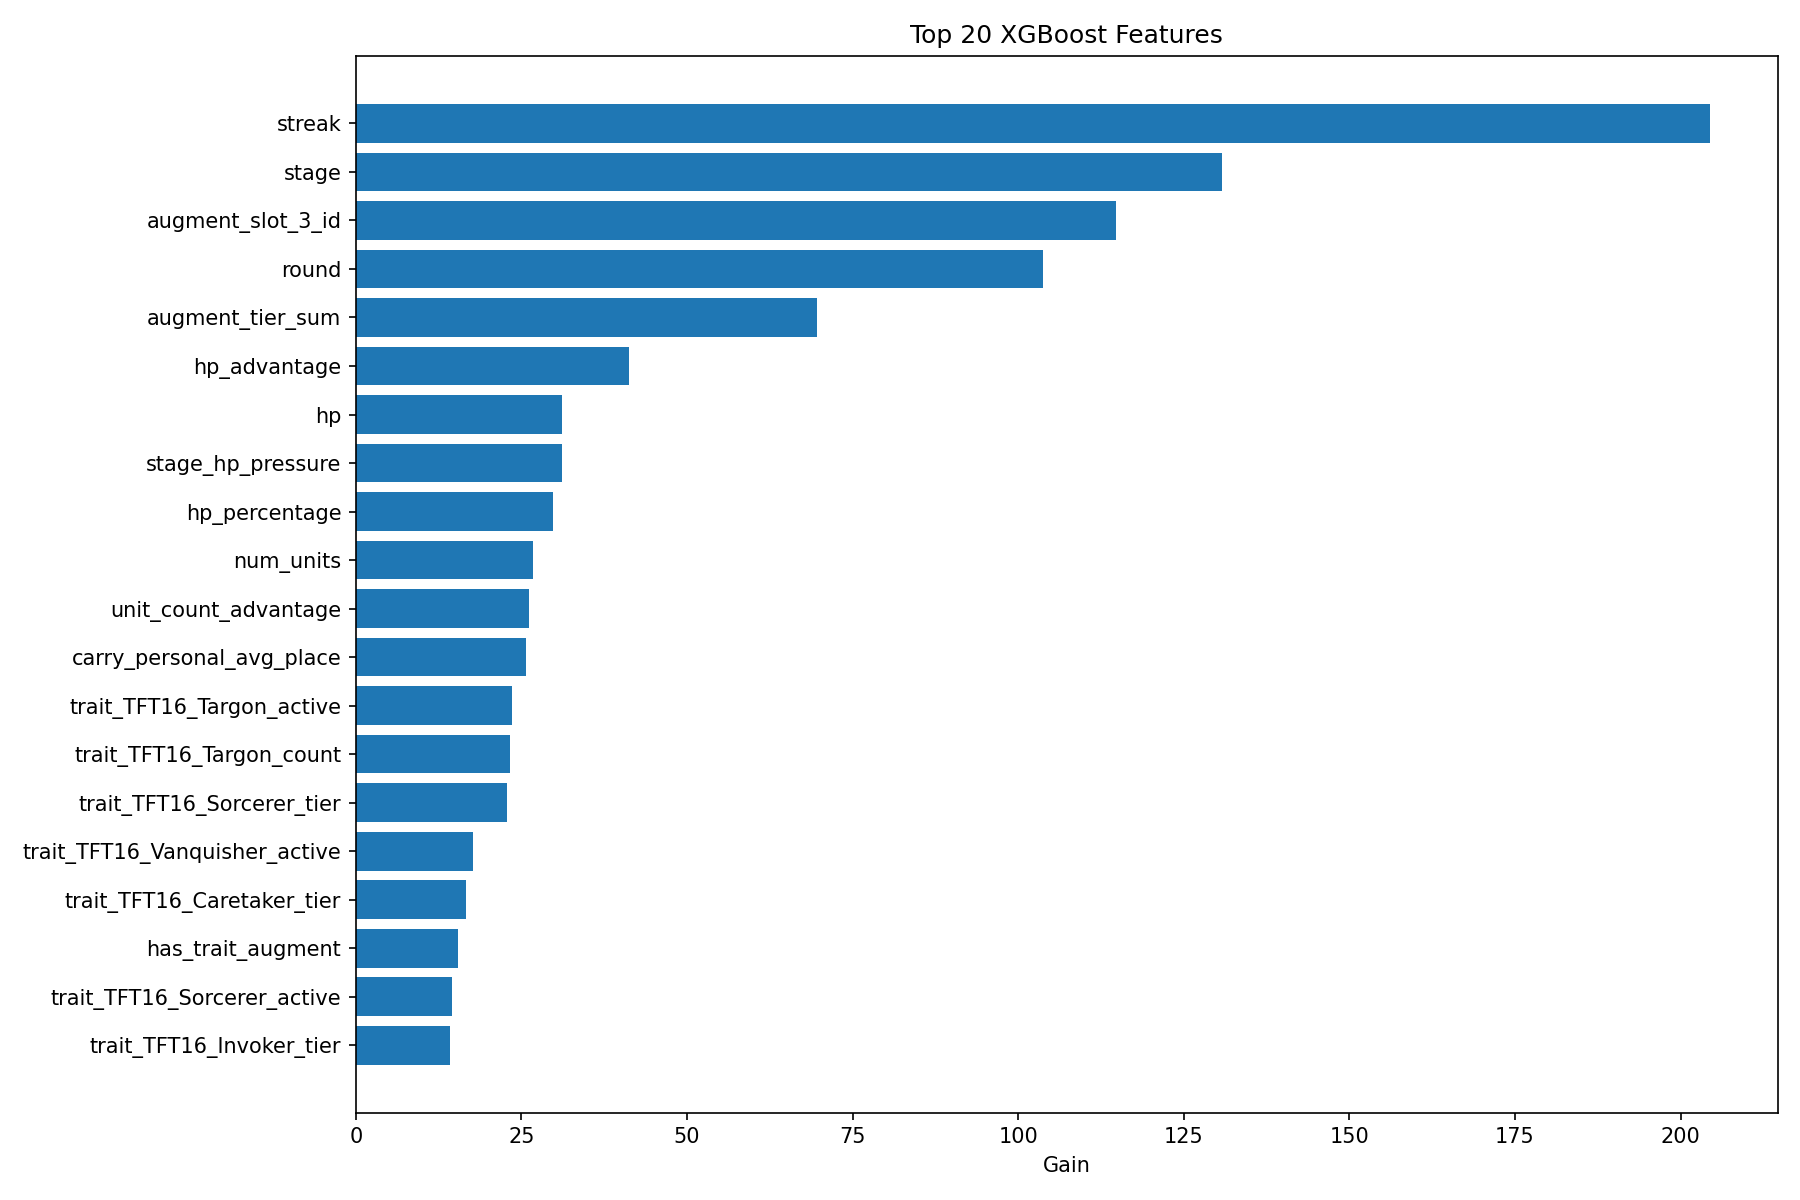 Top 20 XGBoost Features
streak
stage
augment_slot_3_id
round
augment_tier_sum
hp_advantage
hp
stage_hp_pressure
hp_percentage
num_units
unit_count_advantage
carry_personal_avg_place
trait_TFT16_Targon_active
trait_TFT16_Targon_count
trait_TFT16_Sorcerer_tier
trait_TFT16_Vanquisher_active
trait_TFT16_Caretaker_tier
has_trait_augment
trait_TFT16_Sorcerer_active
trait_TFT16_Invoker_tier
0 25 50 75 100 125 150 175 200
Gain